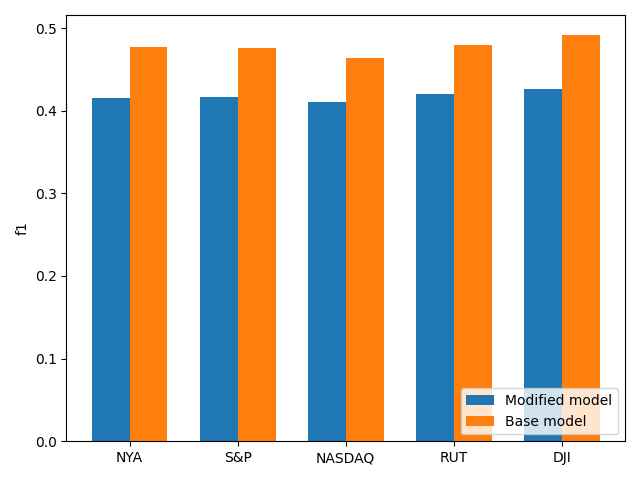 0.5
0.4
0.3
0.2
0.1
0.0
f1
NYA
S&P
NASDAQ
RUT
DJI
Modified model
Base model